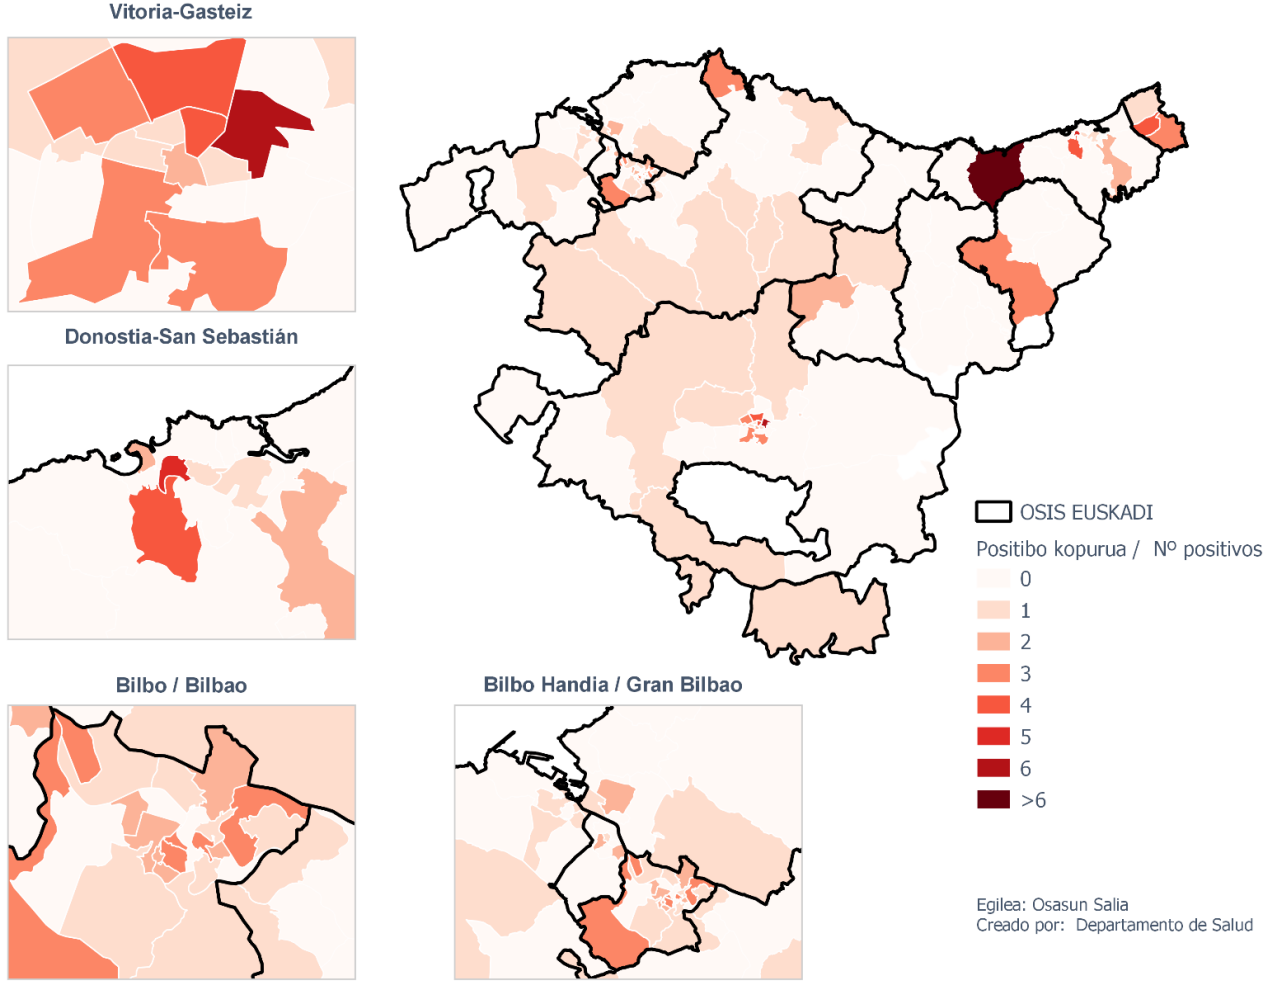 Vitoria-Gasteiz
Donostia-San Sebastián
Bilbo / Bilbao
Bilbo Handia / Gran Bilbao
OSIS EUSKADI
Positibo kopurua / Nº positivos
0
1
2
3
4
5
6
>6
Egilea: Osasun Salia
Creado por: Departamento de Salud